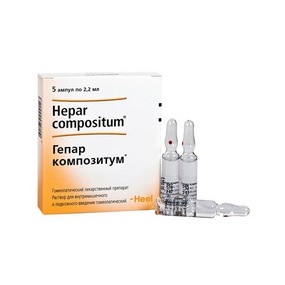 5 ампул по 2,2 мл
Hepar
compositum®
Гепар
композитум®
Гомеопатический лекарственный препарат
Раствор для внутримышечного
и подкожного введения гомеопатический
-Heel